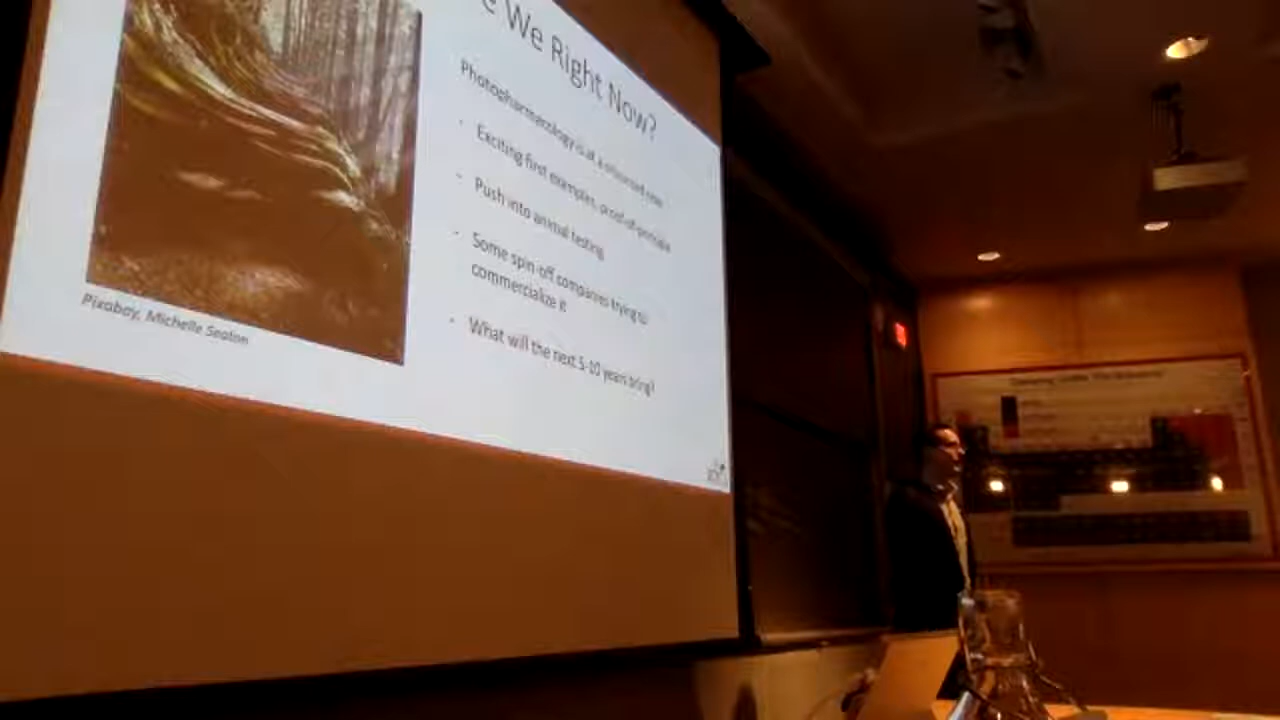 e We Right Now?
Photopharmacology is at a crossroad now
Exciting first examples, proof-of-principle
Push into animal testing
Some spin-off companies trying to
commercialize it
What will the next 5-10 years bring?
Pixabay, Michelle Seaton